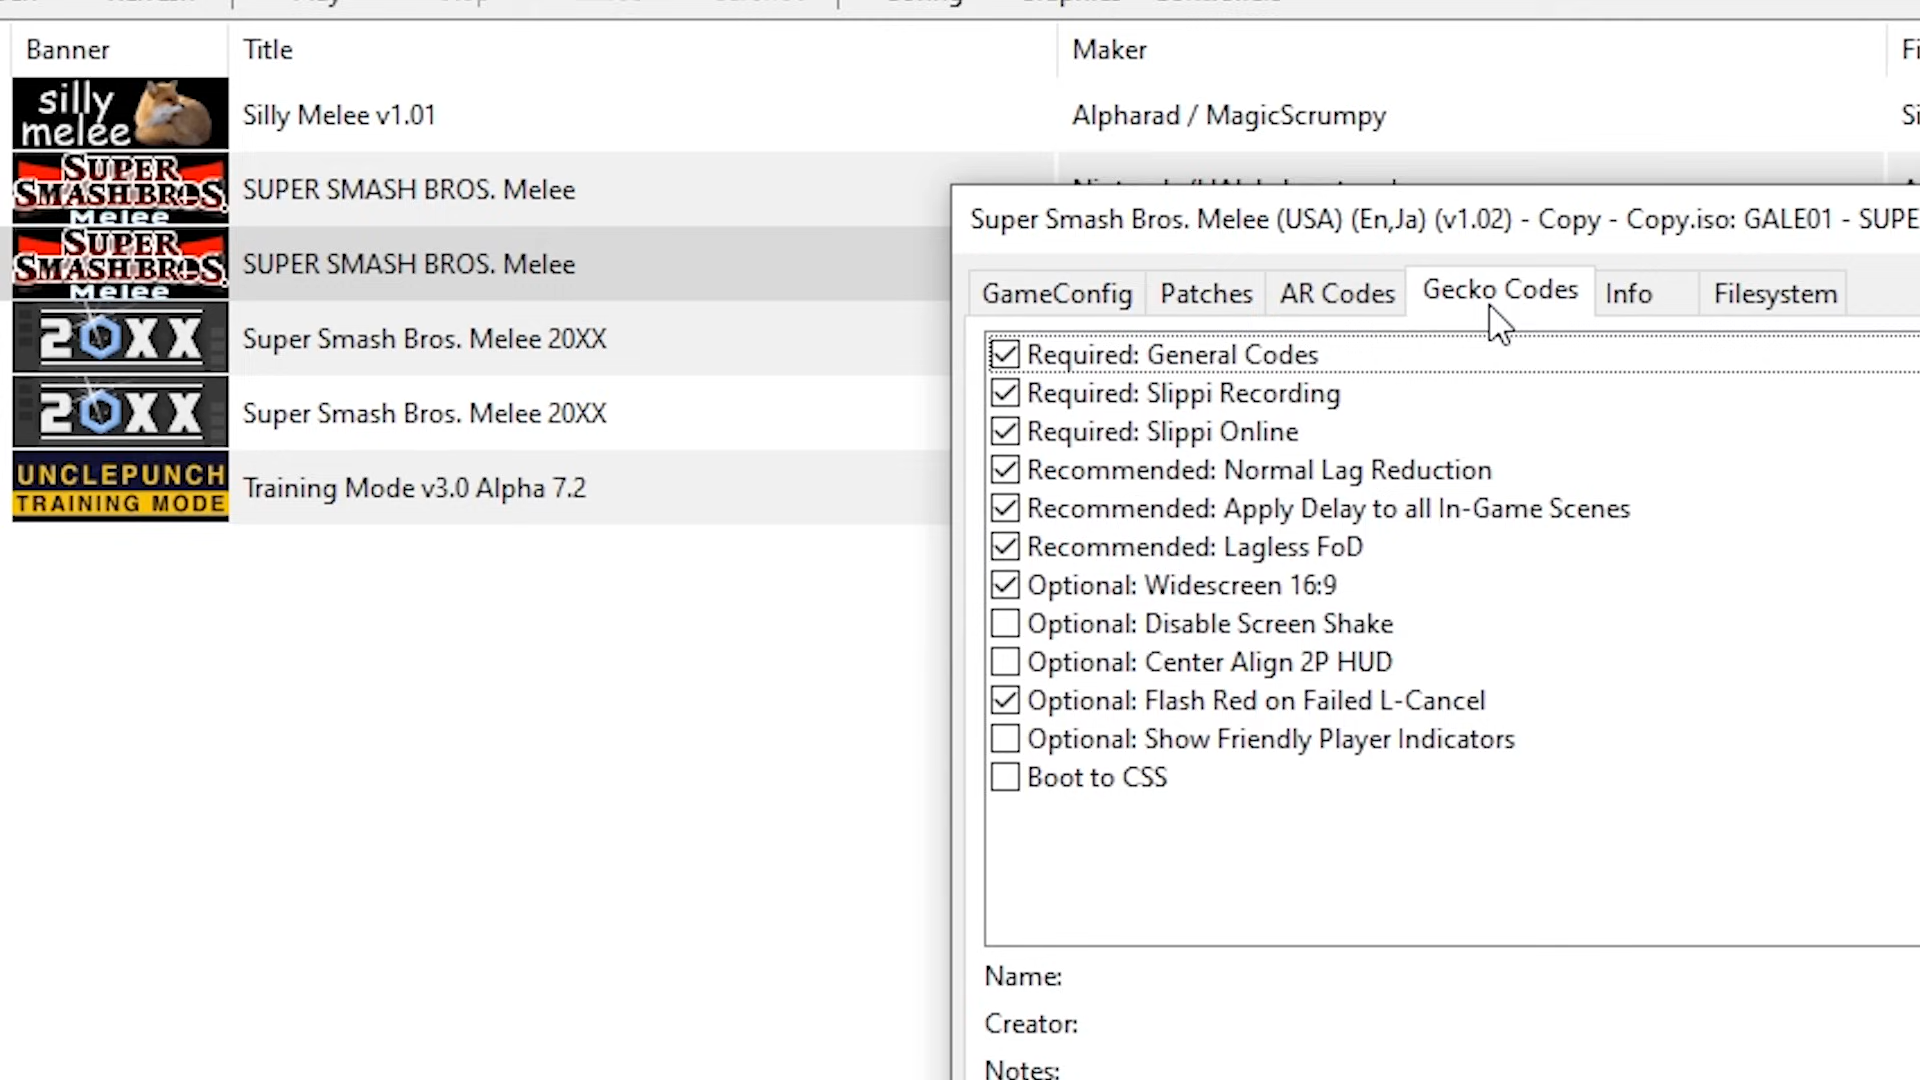 Banner Title Maker
silly
melee
Silly Melee v1.01 Alpharad / MagicScrumpy
SUPER
SMASH BROS.
Melee
SUPER SMASH BROS. Melee
SUPER
SMASH BROS.
Melee
SUPER SMASH BROS. Melee
20XX
Super Smash Bros. Melee 20XX
20XX
Super Smash Bros. Melee 20XX
UNCLEPUNCH
TRAINING MODE
Training Mode v3.0 Alpha 7.2
Super Smash Bros. Melee (USA) (En,Ja) (v1.02) - Copy - Copy.iso: GALE01 - SUPE
GameConfig Patches AR Codes Gecko Codes Info Filesystem
Required: General Codes
Required: Slippi Recording
Required: Slippi Online
Recommended: Normal Lag Reduction
Recommended: Apply Delay to all In-Game Scenes
Recommended: Lagless FoD
Optional: Widescreen 16:9
Optional: Disable Screen Shake
Optional: Center Align 2P HUD
Optional: Flash Red on Failed L-Cancel
Optional: Show Friendly Player Indicators
Boot to CSS
Name:
Creator:
Notes: